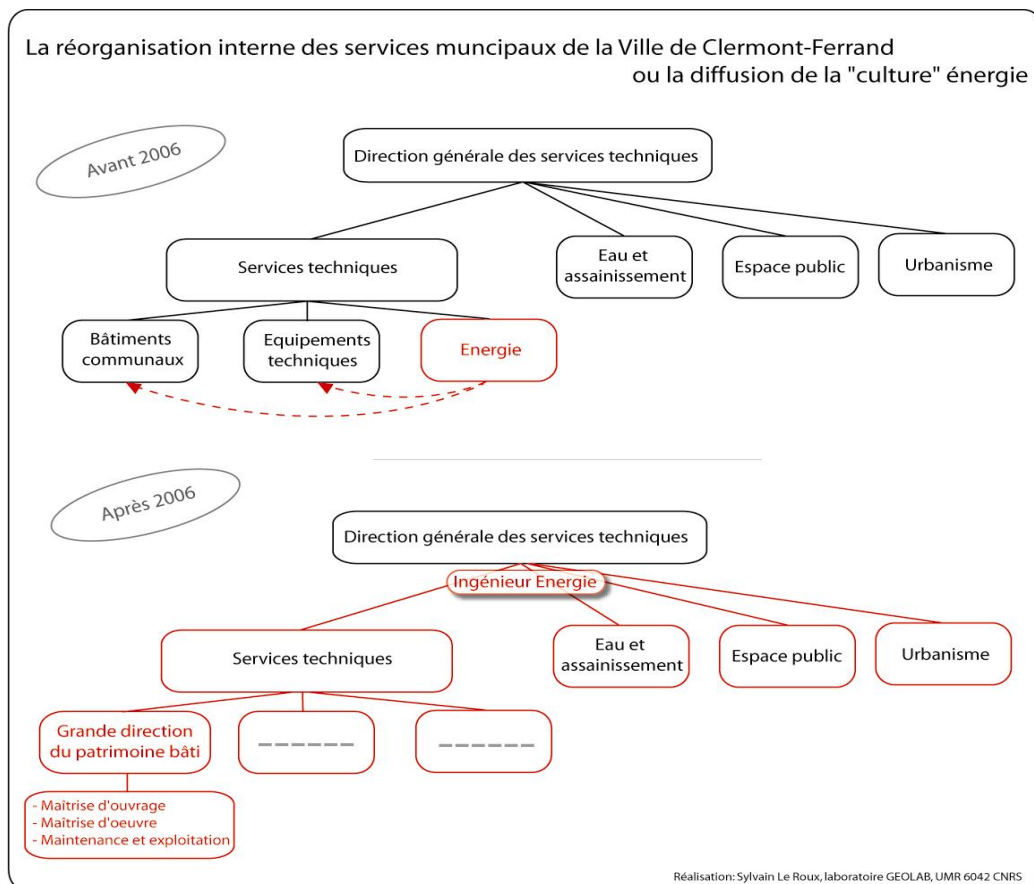 La réorganisation interne des services muncipaux de la Ville de Clermont-Ferrand
ou la diffusion de la "culture" énergie
Avant 2006
Direction générale des services techniques
Services techniques
Eau et
assainissement
Espace public
Urbanisme
Bâtiments
communaux
Equipements
techniques
Energie
Après 2006
Direction générale des services techniques
Ingénieur Energie
Services techniques
Eau et
assainissement
Espace public
Urbanisme
Grande direction
du patrimoine bâti
- Maîtrise d'ouvrage
- Maîtrise d'oeuvre
- Maintenance et exploitation
Réalisation: Sylvain Le Roux, laboratoire GEOLAB, UMR 6042 CNRS